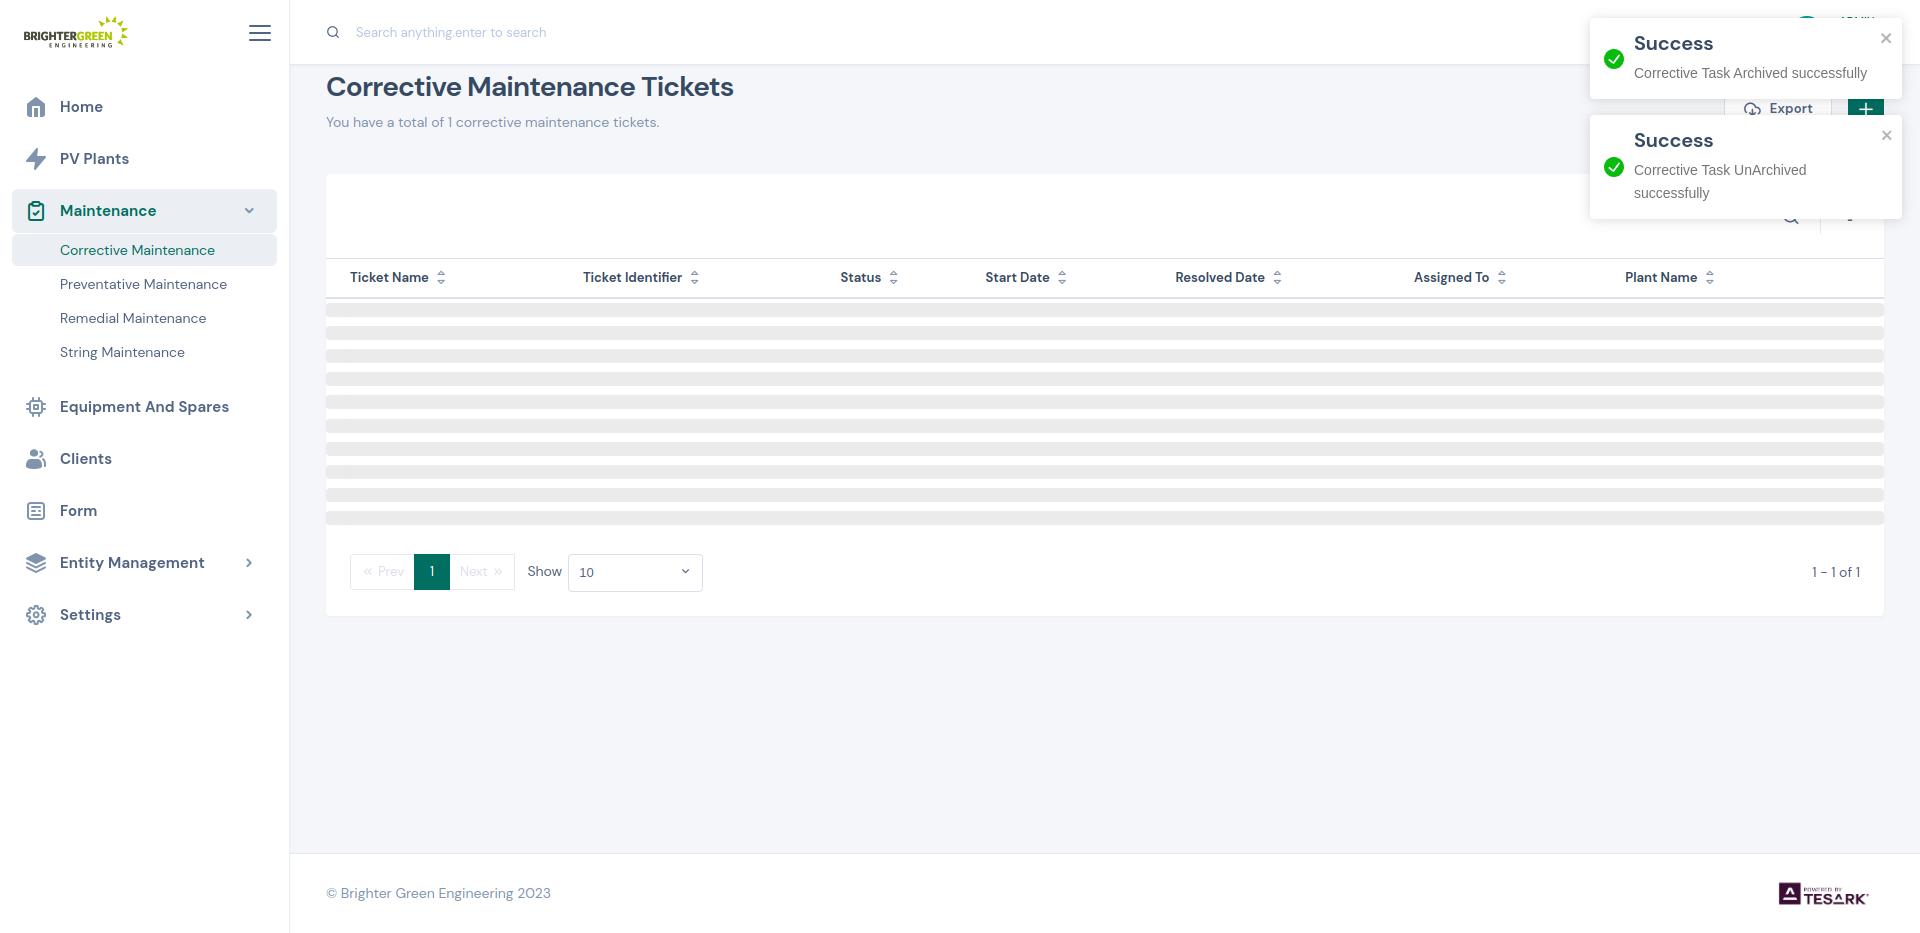 BRIGHTERGREEN
ENGINEERING
Search anything.enter to search
Success
Corrective Task Archived successfully
Success
Corrective Task UnArchived
successfully
Home
PV Plants
Maintenance
Corrective Maintenance
Preventative Maintenance
Remedial Maintenance
String Maintenance
Equipment And Spares
Clients
Form
Entity Management
Settings
Corrective Maintenance Tickets
You have a total of 1 corrective maintenance tickets.
Export
Ticket Name Ticket Identifier Status Start Date Resolved Date Assigned To Plant Name
« Prev 1 Next » Show 10 1 - 1 of 1
© Brighter Green Engineering 2023
POWERED BY
TESARK